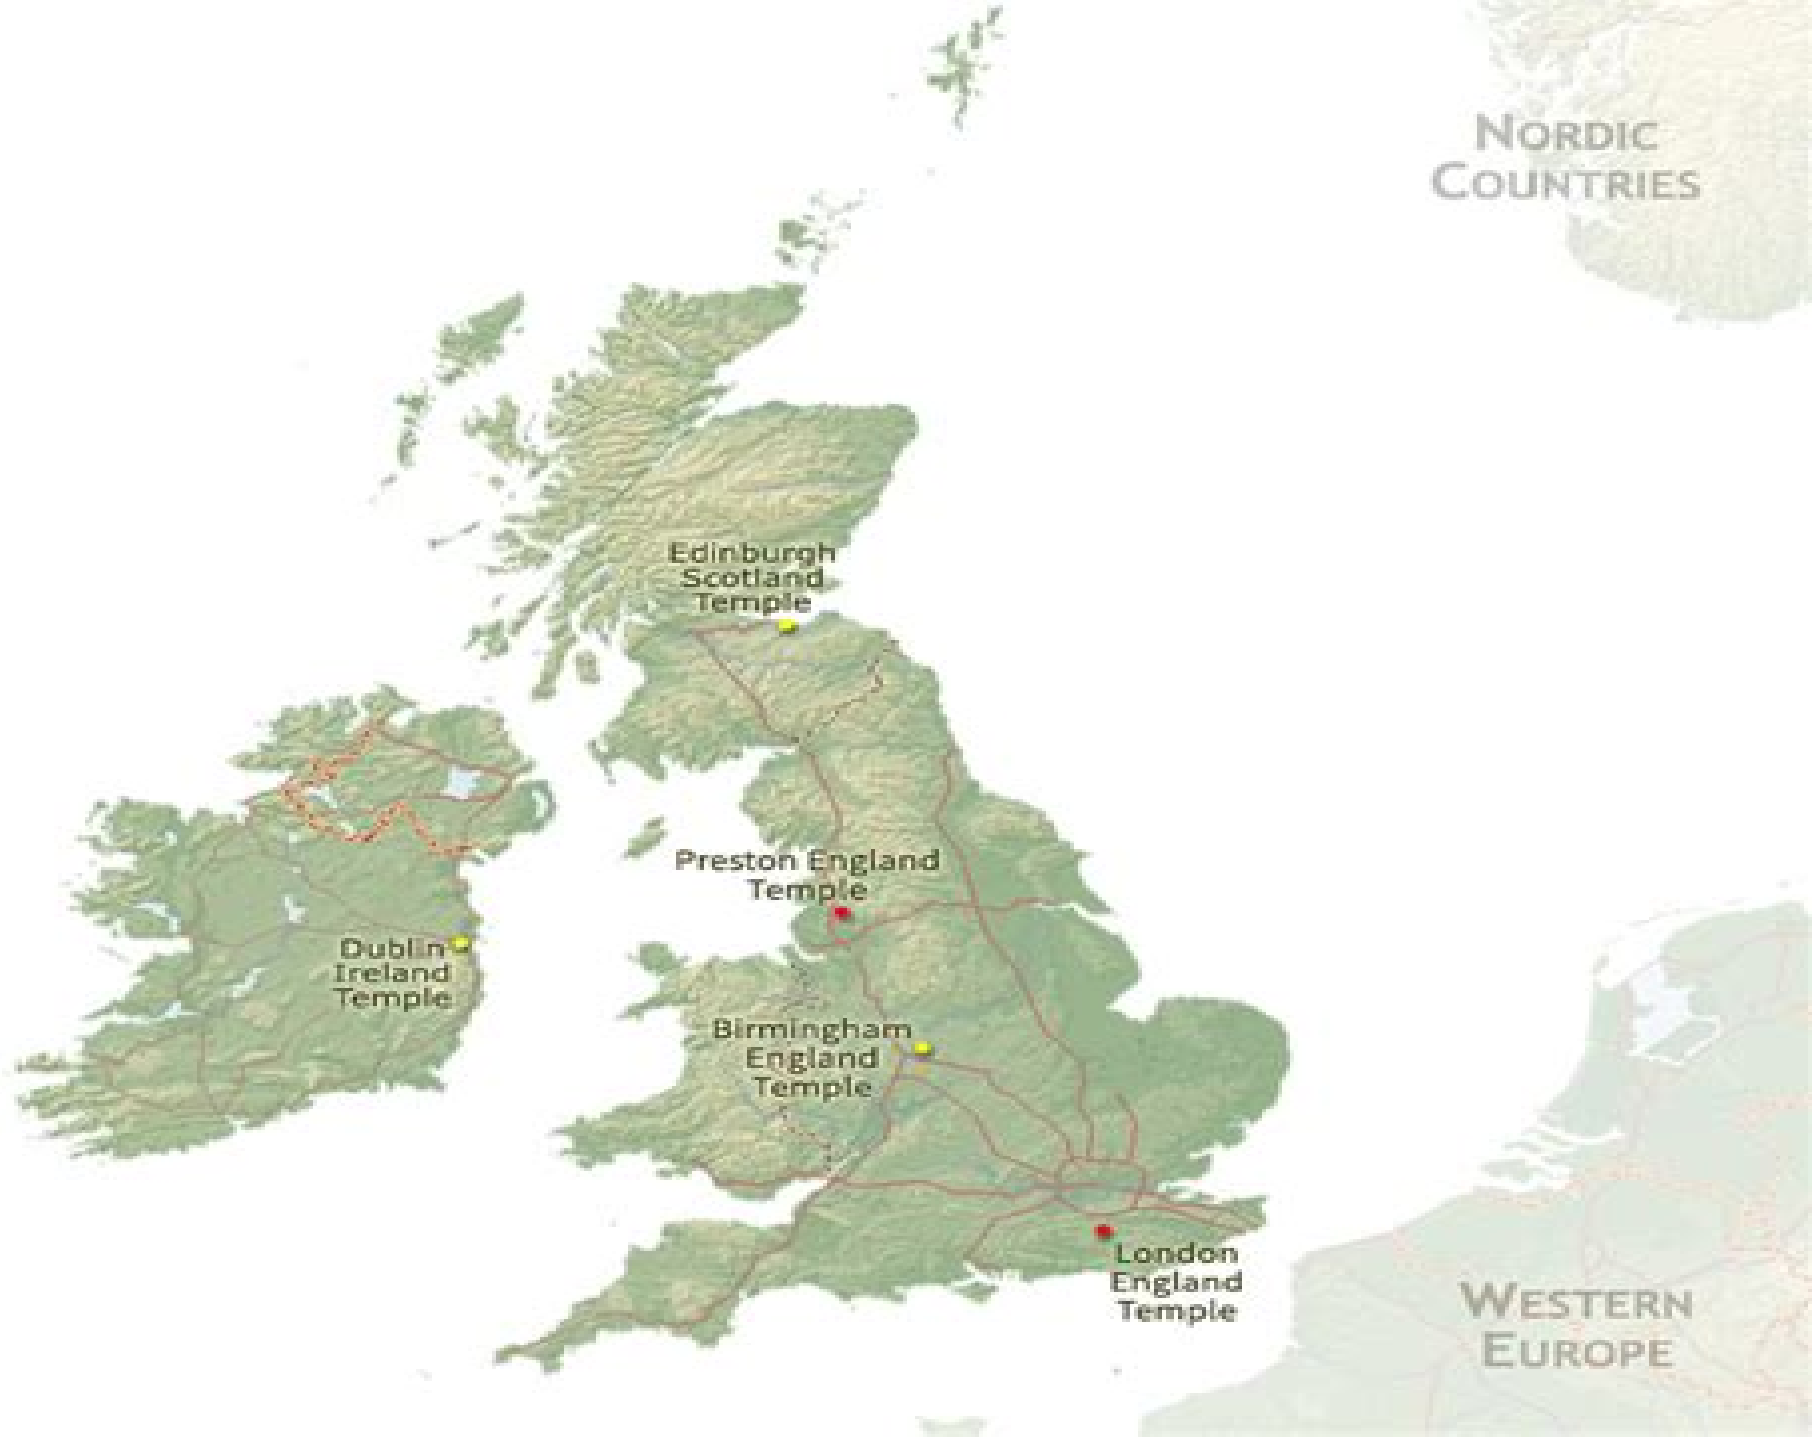 NORDIC
COUNTRIES
Edinburgh
Scotland
Temple
Preston England
Temple
Dublin
Ireland
Temple
Birmingham
England
Temple
London
England
Temple
WESTERN
EUROPE